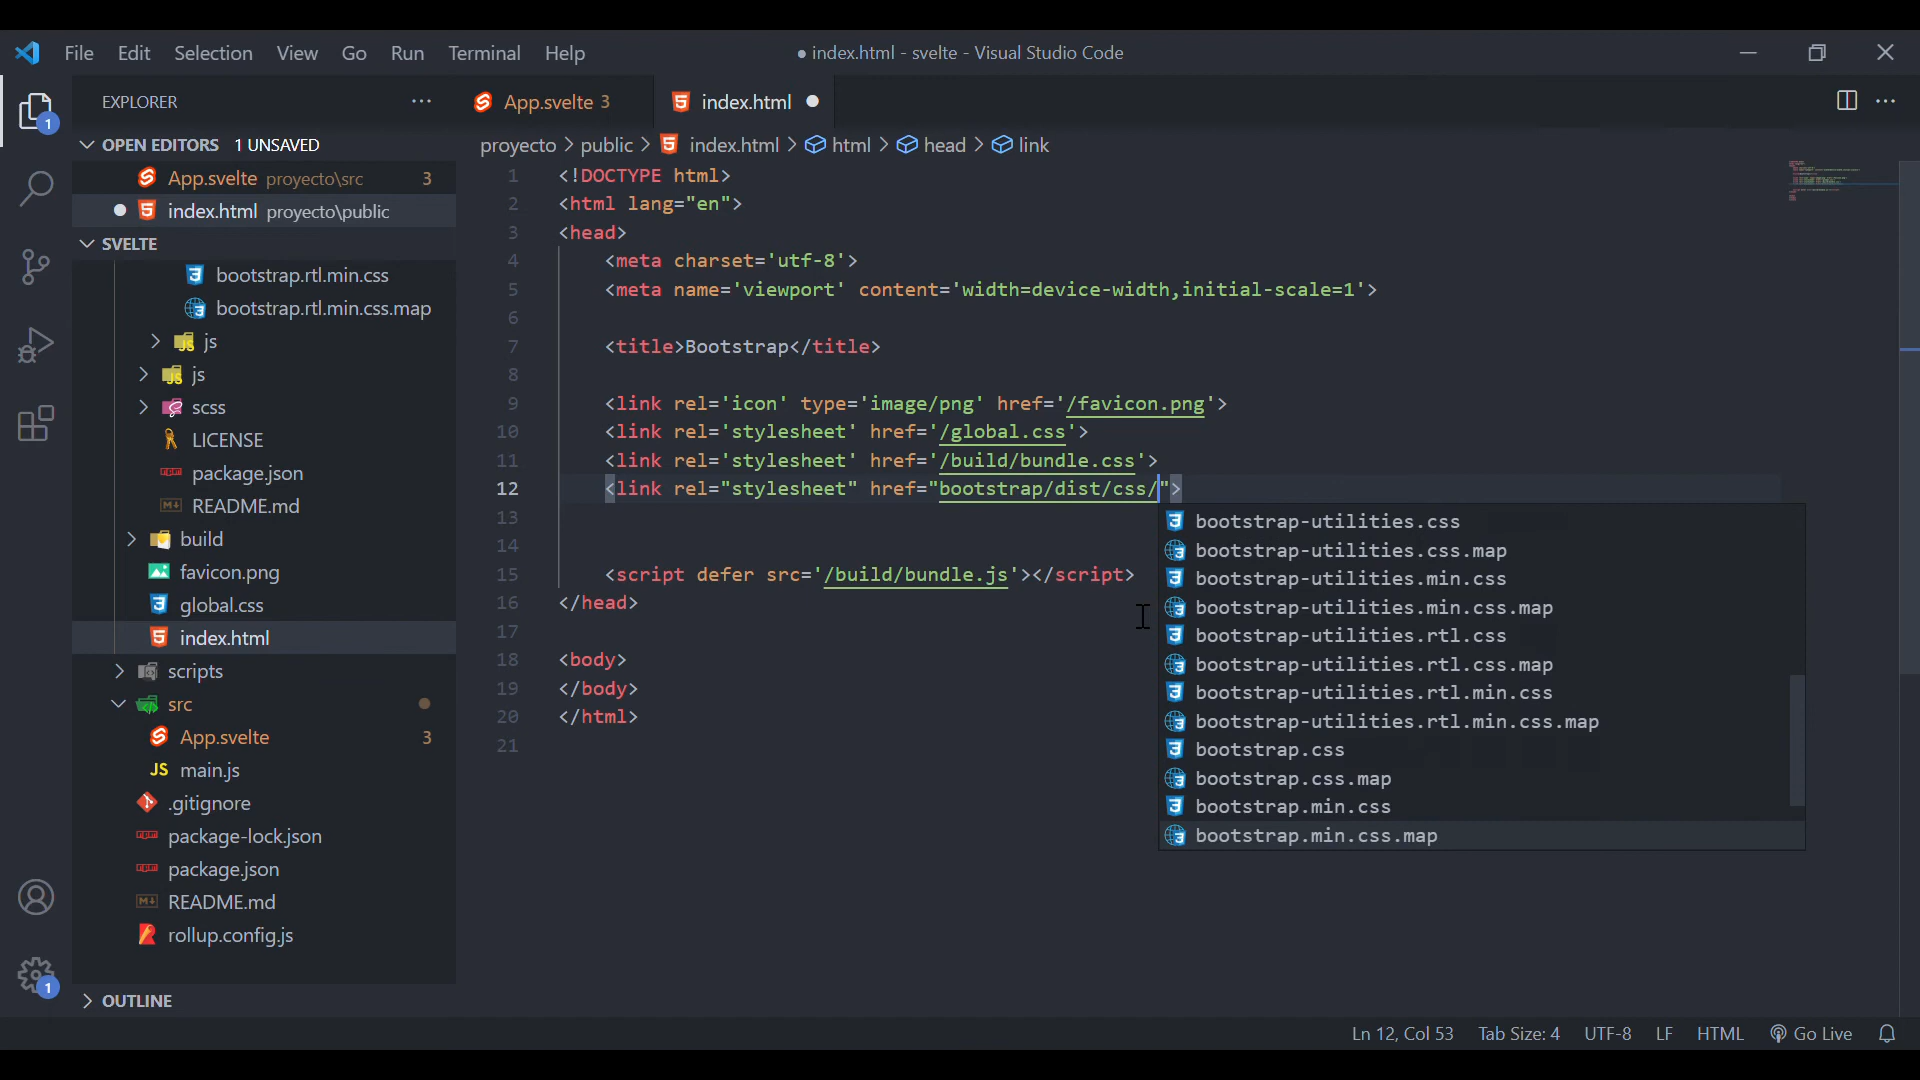 File Edit Selection View Go Run Terminal Help
● index.html - svelte - Visual Studio Code
EXPLORER
App.svelte 3
index.html
1
OPEN EDITORS 1 UNSAVED
App.svelte proyecto\src 3
index.html proyecto\public
SVELTE
bootstrap.rtl.min.css
bootstrap.rtl.min.css.map
js
js
scss
LICENSE
package.json
README.md
build
favicon.png
global.css
index.html
scripts
src
App.svelte 3
JS main.js
.gitignore
package-lock.json
package.json
README.md
rollup.config.js
OUTLINE
1
proyecto > public > index.html > html > head > link
1 <!DOCTYPE html>
2 <html lang="en">
3 <head>
4 <meta charset='utf-8'>
5 <meta name='viewport' content='width=device-width,initial-scale=1'>
6
7 <title>Bootstrap</title>
8
9 <link rel='icon' type='image/png' href='/favicon.png'>
10 <link rel='stylesheet' href='/global.css'>
11 <link rel='stylesheet' href='/build/bundle.css'>
12 <link rel="stylesheet" href="bootstrap/dist/css/">
13
14
15 <script defer src='/build/bundle.js'></script>
16 </head>
17
18 <body>
19 </body>
20 </html>
21
bootstrap-utilities.css
bootstrap-utilities.css.map
bootstrap-utilities.min.css
bootstrap-utilities.min.css.map
bootstrap-utilities.rtl.css
bootstrap-utilities.rtl.css.map
bootstrap-utilities.rtl.min.css
bootstrap-utilities.rtl.min.css.map
bootstrap.css
bootstrap.css.map
bootstrap.min.css
bootstrap.min.css.map
Ln 12, Col 53 Tab Size: 4 UTF-8 LF HTML Go Live